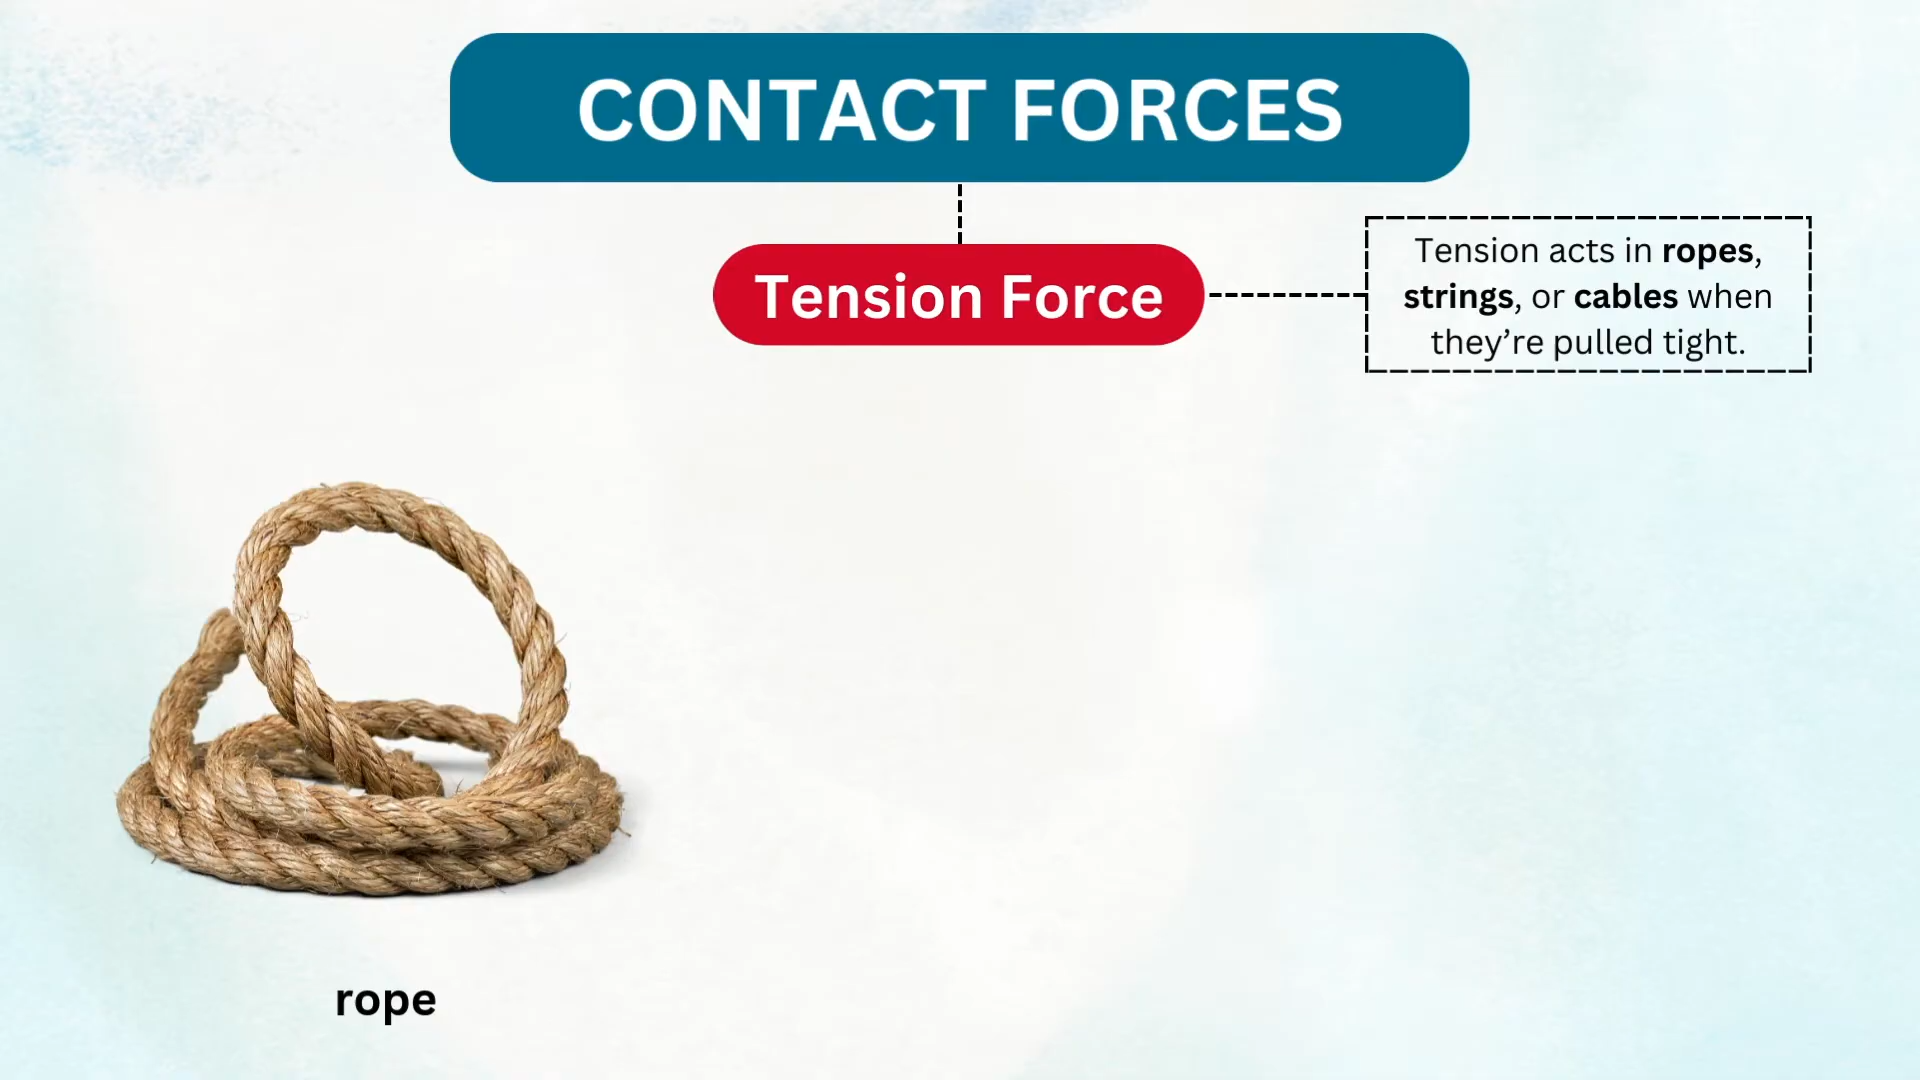 CONTACT FORCES
Tension Force
Tension acts in ropes,
strings, or cables when
they’re pulled tight.
rope